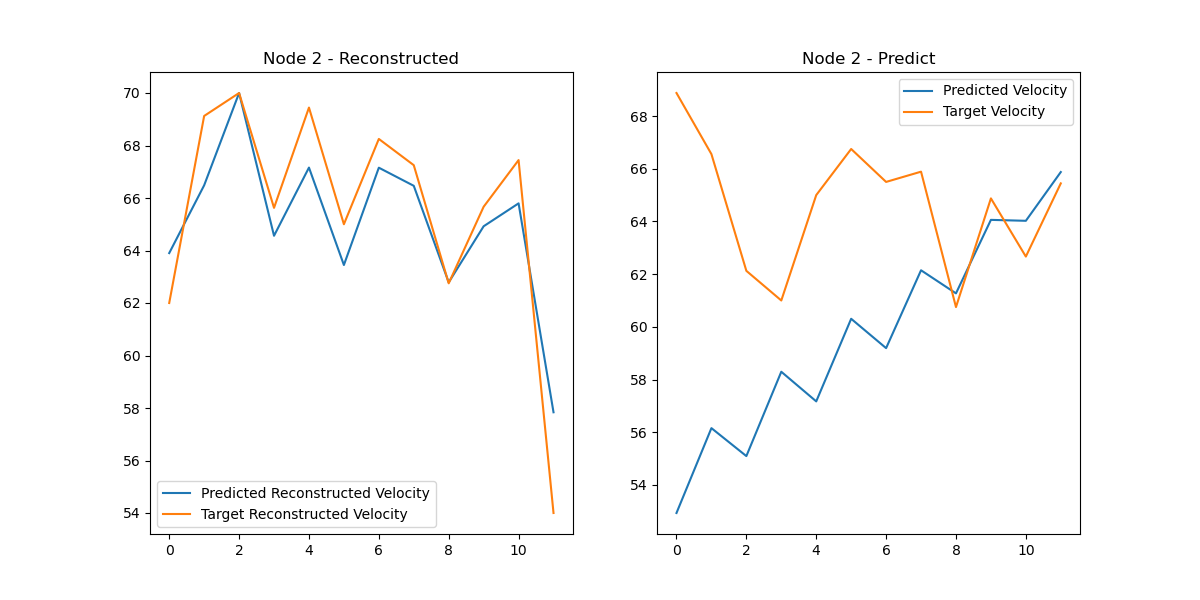 Node 2 - Reconstructed
70
68
66
64
62
60
58
56
54
Predicted Reconstructed Velocity
Target Reconstructed Velocity
0 2 4 6 8 10
Node 2 - Predict
Predicted Velocity
Target Velocity
68
66
64
62
60
58
56
54
0 2 4 6 8 10